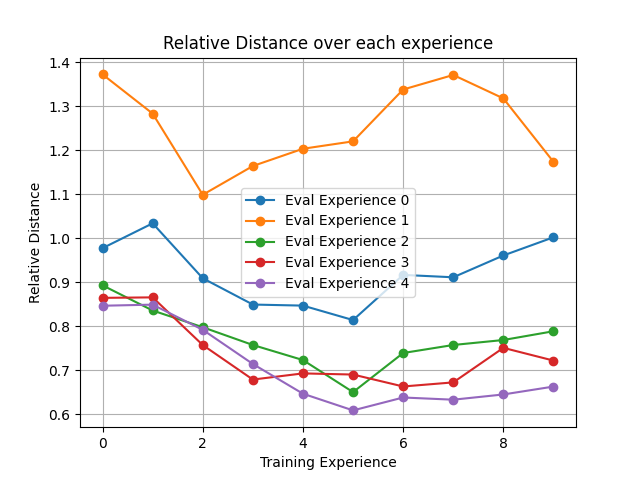 Relative Distance over each experience
1.4
1.3
1.2
1.1
1.0
0.9
0.8
0.7
0.6
Relative Distance
Eval Experience 0
Eval Experience 1
Eval Experience 2
Eval Experience 3
Eval Experience 4
0 2 4 6 8
Training Experience